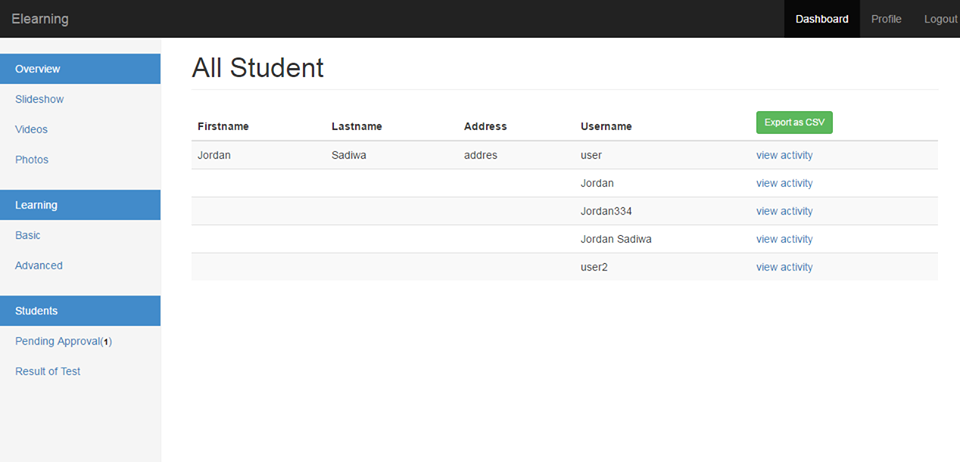 Elearning Dashboard Profile Logout
Overview
Slideshow
Videos
Photos
Learning
Basic
Advanced
Students
Pending Approval(1)
Result of Test
All Student
Firstname Lastname Address Username Export as CSV
Jordan Sadiwa addres user view activity
Jordan view activity
Jordan334 view activity
Jordan Sadiwa view activity
user2 view activity